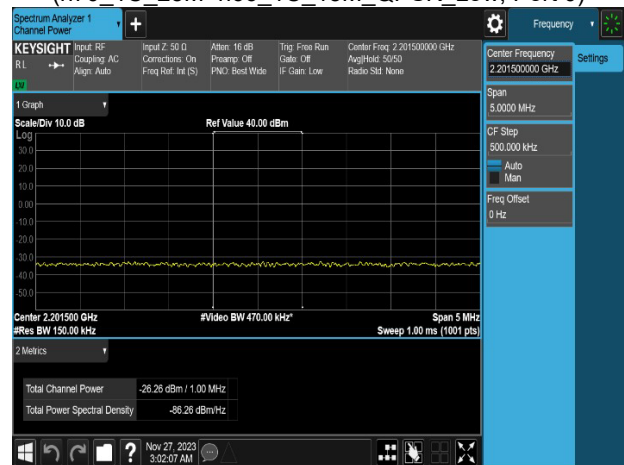 Spectrum Analyzer 1
Channel Power
+
Frequency
KEYSIGHT
RL
Input: RF
Coupling: AC
Align: Auto
Input Z: 50 Ω
Corrections: On
Freq Ref: Int (S)
Atten: 16 dB
Preamp: Off
PNO: Best Wide
Trig: Free Run
Gate: Off
IF Gain: Low
Center Freq: 2.201500000 GHz
Avg|Hold: 50/50
Radio Std: None
Center Frequency
2.201500000 GHz
Settings
Span
5.0000 MHz
CF Step
500.000 kHz
Auto
Man
Freq Offset
0 Hz
1 Graph
Scale/Div 10.0 dB
Ref Value 40.00 dBm
Log
30.0
20.0
10.0
0.00
-10.0
-20.0
-30.0
-40.0
-50.0
Center 2.201500 GHz
#Video BW 470.00 kHz*
Span 5 MHz
#Res BW 150.00 kHz
Sweep 1.00 ms (1001 pts)
2 Metrics
Total Channel Power
-26.26 dBm / 1.00 MHz
Total Power Spectral Density
-86.26 dBm/Hz
?
Nov 27, 2023
3:02:07 AM